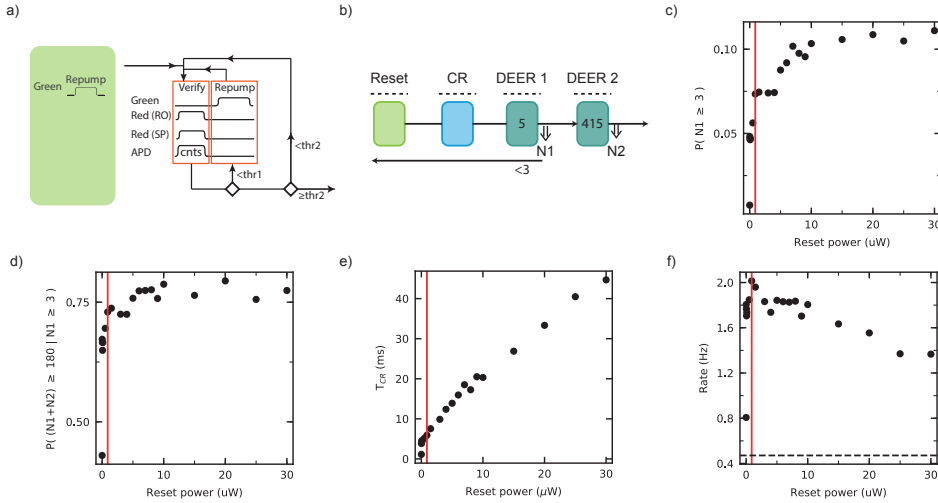 a)
Green
Repump
Verify
Repump
Green
Red (RO)
Red (SP)
APD
cnts
<thr1
<thr2
≥thr2
b)
Reset
CR
DEER 1
DEER 2
5
415
N1
N2
<3
c)
P( N1 ≥ 3 )
0.10
0.05
0
10
20
30
Reset power (uW)
d)
P( (N1+N2) ≥ 180 | N1 ≥ 3 )
0.75
0.50
0
10
20
30
Reset power (uW)
e)
T_CR (ms)
40
30
20
10
0
0
10
20
30
Reset power (μW)
f)
Rate (Hz)
2.0
1.6
1.2
0.8
0.4
0
10
20
30
Reset power (uW)